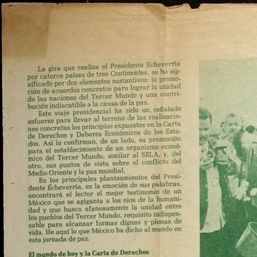 La gira que realiza el Presidente Echeverría
por catorce países de tres Continentes, se ha sig-
nificado por dos elementos sustantivos: la promo-
ción de acuerdos concretos para lograr la unidad
de las naciones del Tercer Mundo y una contri-
bución indiscutible a la causa de la paz.
Este viaje presidencial ha sido un señalado
esfuerzo para llevar al terreno de las realizacio-
nes concretas los principios expuestos en la Carta
de Derechos y Deberes Económicos de los Esta-
dos. Así lo confirman, de un lado, su promoción
para el establecimiento de un organismo econó-
mico del Tercer Mundo, similar al SELA, y, del
otro, sus puntos de vista sobre el conflicto del
Medio Oriente y la paz mundial.
En los principales planteamientos del Presi-
dente Echeverría, en la emoción de sus palabras,
encontrará el lector el mejor testimonio de un
México que se agiganta a los ojos de la humani-
dad y que busca afanosamente la unidad entre
los pueblos del Tercer Mundo, requisito indispen-
sable para alcanzar formas dignas y plenas de
vida. He aquí lo que México ha dicho al mundo en
esta jornada de paz.
El mundo de hoy y la Carta de Derechos